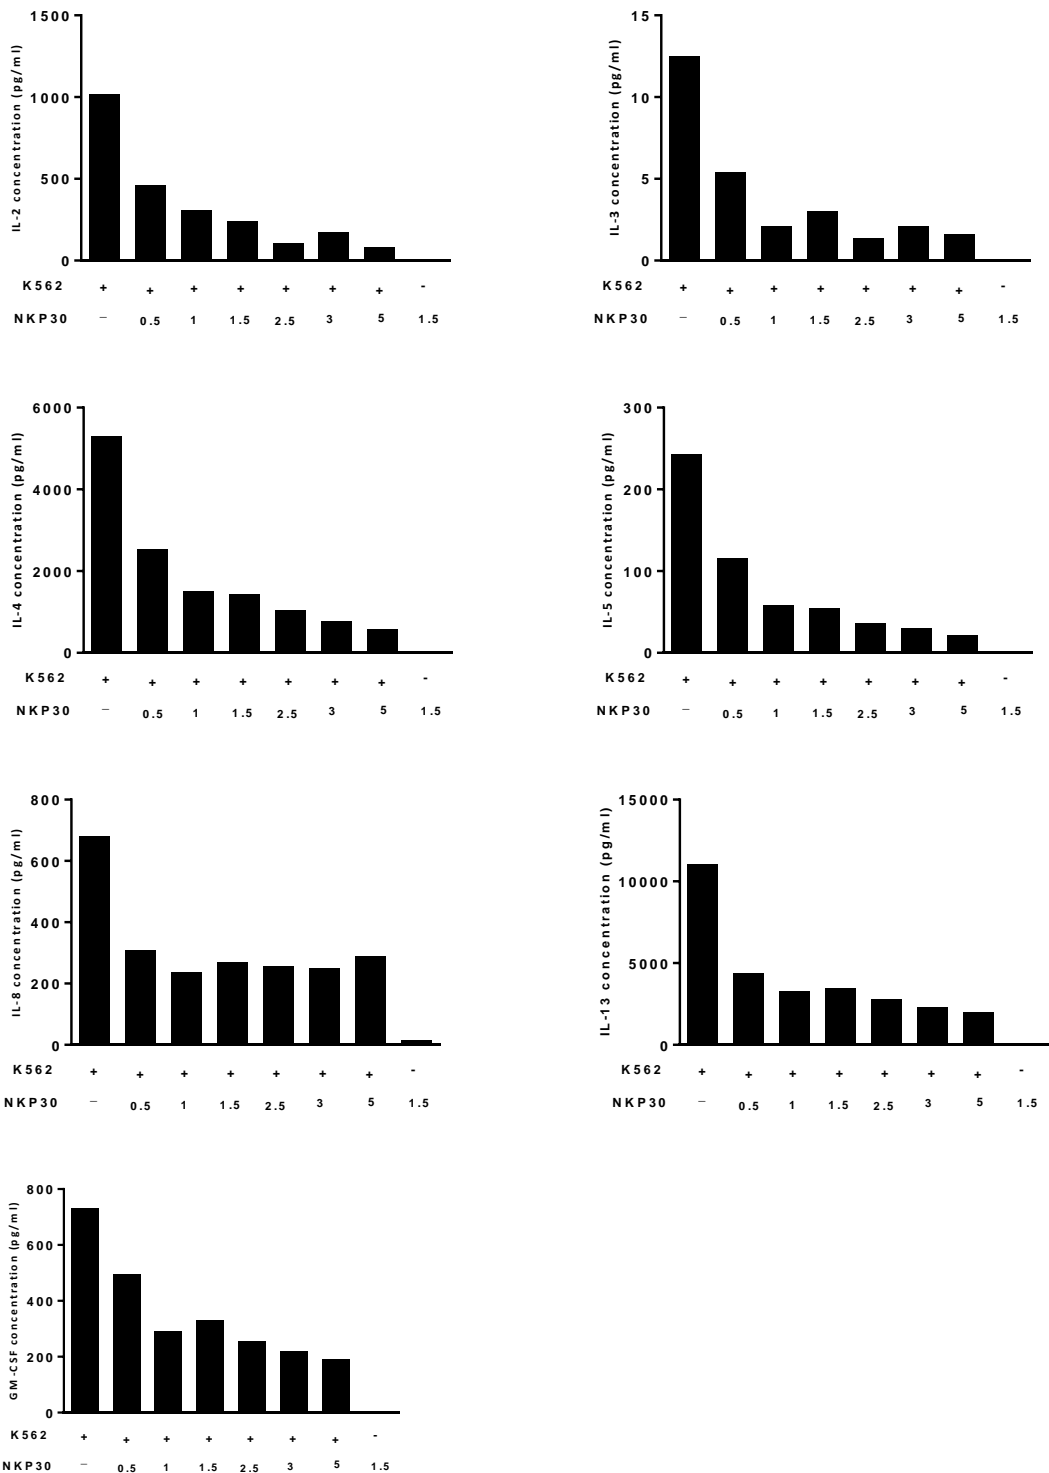 IL-2 concentration (pg/ml)
1500
1000
500
0
K562 + + + + + + + -
NKP30 – 0.5 1 1.5 2.5 3 5 1.5
IL-3 concentration (pg/ml)
15
10
5
0
K562 + + + + + + + -
NKP30 – 0.5 1 1.5 2.5 3 5 1.5
IL-4 concentration (pg/ml)
6000
4000
2000
0
K562 + + + + + + + -
NKP30 – 0.5 1 1.5 2.5 3 5 1.5
IL-5 concentration (pg/ml)
300
200
100
0
K562 + + + + + + + -
NKP30 – 0.5 1 1.5 2.5 3 5 1.5
IL-8 concentration (pg/ml)
800
600
400
200
0
K562 + + + + + + + -
NKP30 – 0.5 1 1.5 2.5 3 5 1.5
IL-13 concentration (pg/ml)
15000
10000
5000
0
K562 + + + + + + + -
NKP30 – 0.5 1 1.5 2.5 3 5 1.5
GM-CSF concentration (pg/ml)
800
600
400
200
0
K562 + + + + + + + -
NKP30 – 0.5 1 1.5 2.5 3 5 1.5